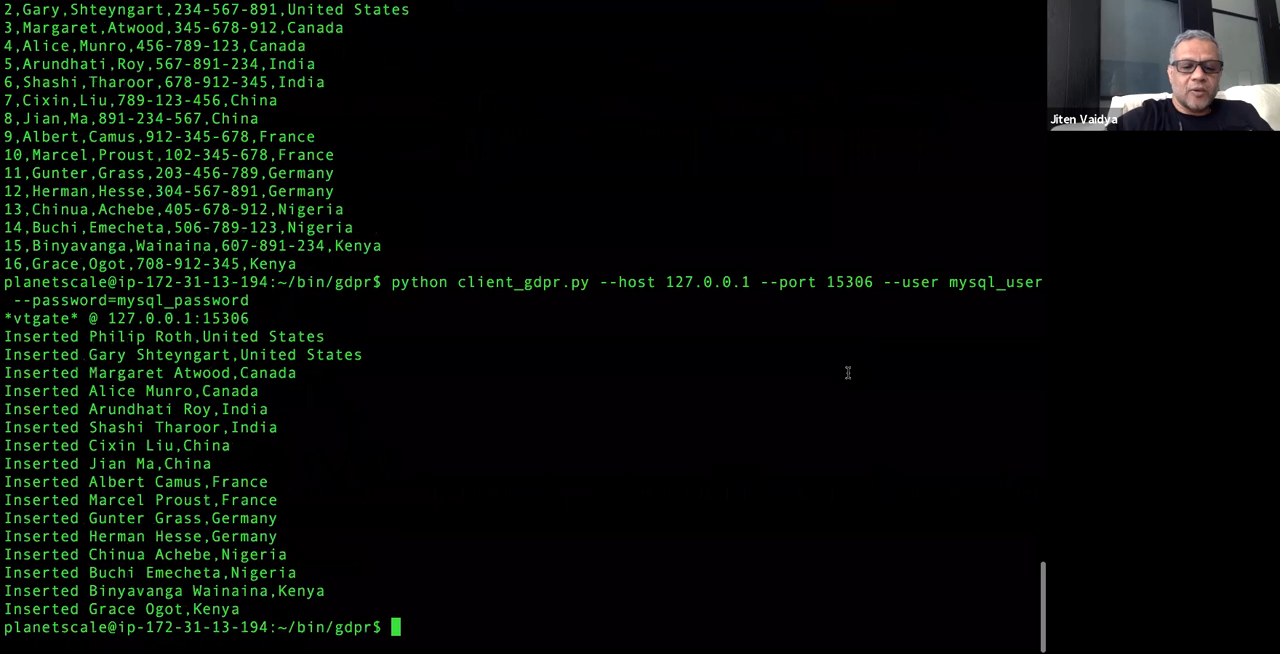 2,Gary,Shteyngart,234-567-891,United States
3,Margaret,Atwood,345-678-912,Canada
4,Alice,Munro,456-789-123,Canada
5,Arundhati,Roy,567-891-234,India
6,Shashi,Tharoor,678-912-345,India
7,Cixin,Liu,789-123-456,China
8,Jian,Ma,891-234-567,China
9,Albert,Camus,912-345-678,France
10,Marcel,Proust,102-345-678,France
11,Gunter,Grass,203-456-789,Germany
12,Herman,Hesse,304-567-891,Germany
13,Chinua,Achebe,405-678-912,Nigeria
14,Buchi,Emecheta,506-789-123,Nigeria
15,Binyavanga,Wainaina,607-891-234,Kenya
16,Grace,Ogot,708-912-345,Kenya
planetscale@ip-172-31-13-194:~/bin/gdpr$ python client_gdpr.py --host 127.0.0.1 --port 15306 --user mysql_user
--password=mysql_password
*vtgate* @ 127.0.0.1:15306
Inserted Philip Roth,United States
Inserted Gary Shteyngart,United States
Inserted Margaret Atwood,Canada
Inserted Alice Munro,Canada
Inserted Arundhati Roy,India
Inserted Shashi Tharoor,India
Inserted Cixin Liu,China
Inserted Jian Ma,China
Inserted Albert Camus,France
Inserted Marcel Proust,France
Inserted Gunter Grass,Germany
Inserted Herman Hesse,Germany
Inserted Chinua Achebe,Nigeria
Inserted Buchi Emecheta,Nigeria
Inserted Binyavanga Wainaina,Kenya
Inserted Grace Ogot,Kenya
planetscale@ip-172-31-13-194:~/bin/gdpr$
Jiten Vaidya